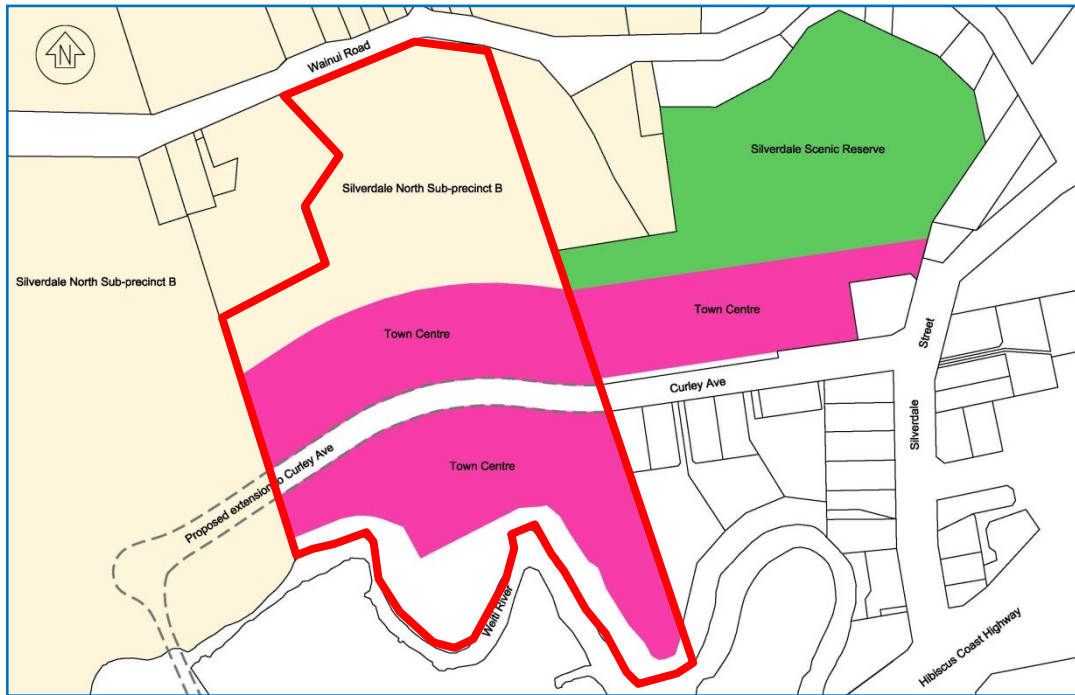 N
Wainui Road
Silverdale Scenic Reserve
Silverdale North Sub-precinct B
Silverdale North Sub-precinct B
Town Centre
Town Centre
Curley Ave
Silverdale Street
Proposed extension to Curley Ave
Town Centre
Weiti River
Hibiscus Coast Highway